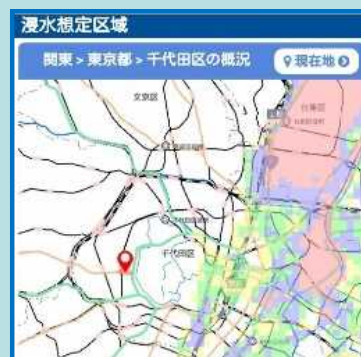 浸水想定区域
関東 > 東京都 > 千代田区の概況
現在地
文京区
台東区
千代田区